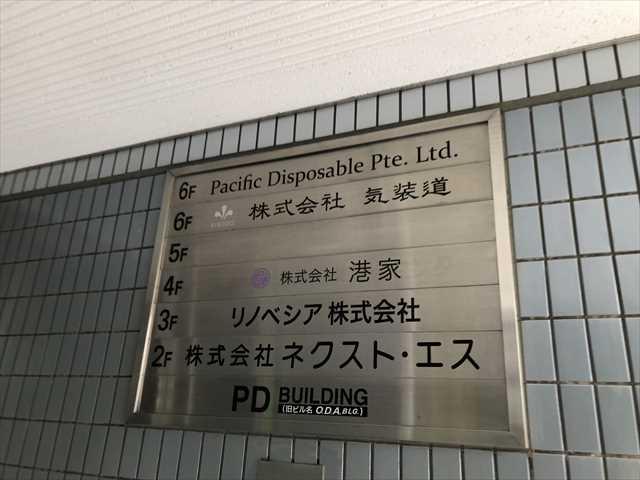 6F Pacific Disposable Pte. Ltd.
6F 株式会社 気装道
5F
4F 株式会社 港家
3F リノベシア 株式会社
2F 株式会社 ネクスト・エス
PD BUILDING
(旧ビル名 O.D.A.BLG.)